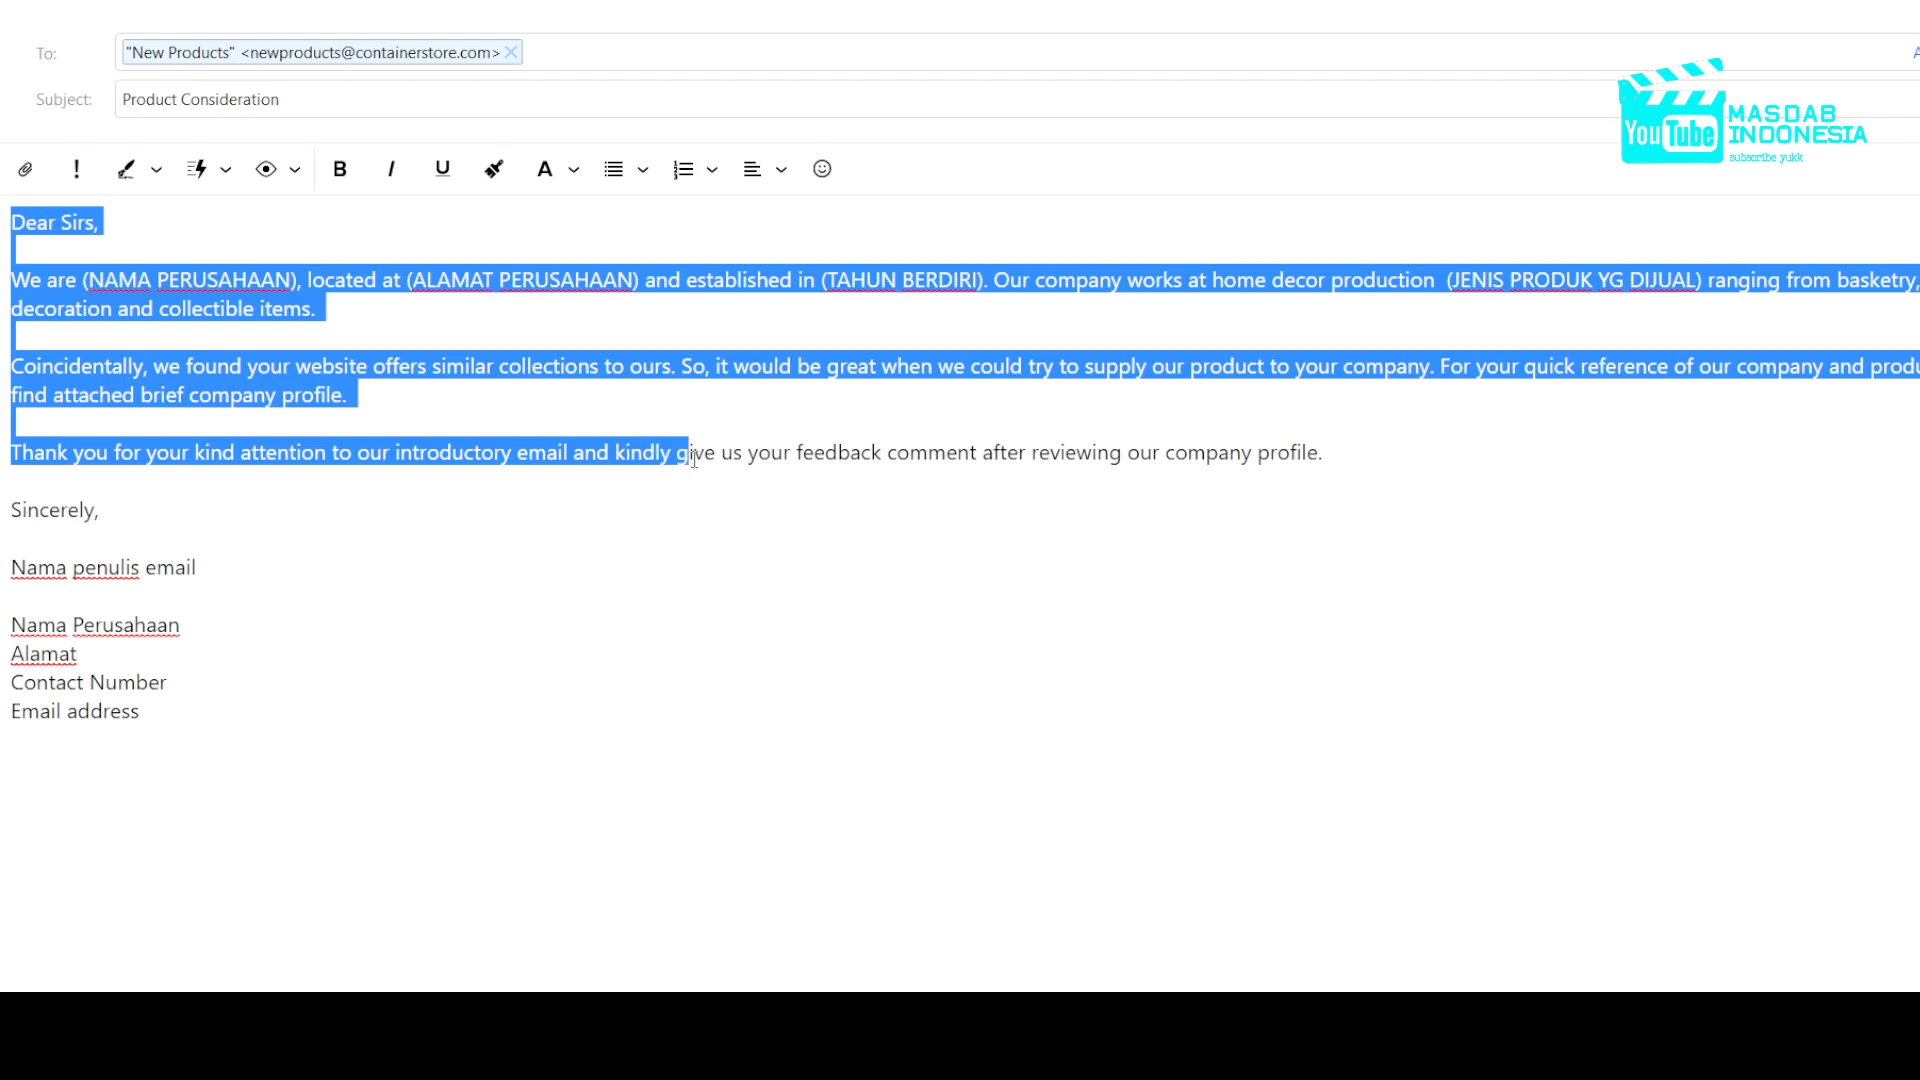 To:
"New Products" <newproducts@containerstore.com>
A
Subject:
Product Consideration
YouTube
MASDAB
INDONESIA
subscribe yukk
B I U A
Dear Sirs,
We are (NAMA PERUSAHAAN), located at (ALAMAT PERUSAHAAN) and established in (TAHUN BERDIRI). Our company works at home decor production (JENIS PRODUK YG DIJUAL) ranging from basketry,
decoration and collectible items.
Coincidentally, we found your website offers similar collections to ours. So, it would be great when we could try to supply our product to your company. For your quick reference of our company and produ
find attached brief company profile.
Thank you for your kind attention to our introductory email and kindly give us your feedback comment after reviewing our company profile.
Sincerely,
Nama penulis email
Nama Perusahaan
Alamat
Contact Number
Email address